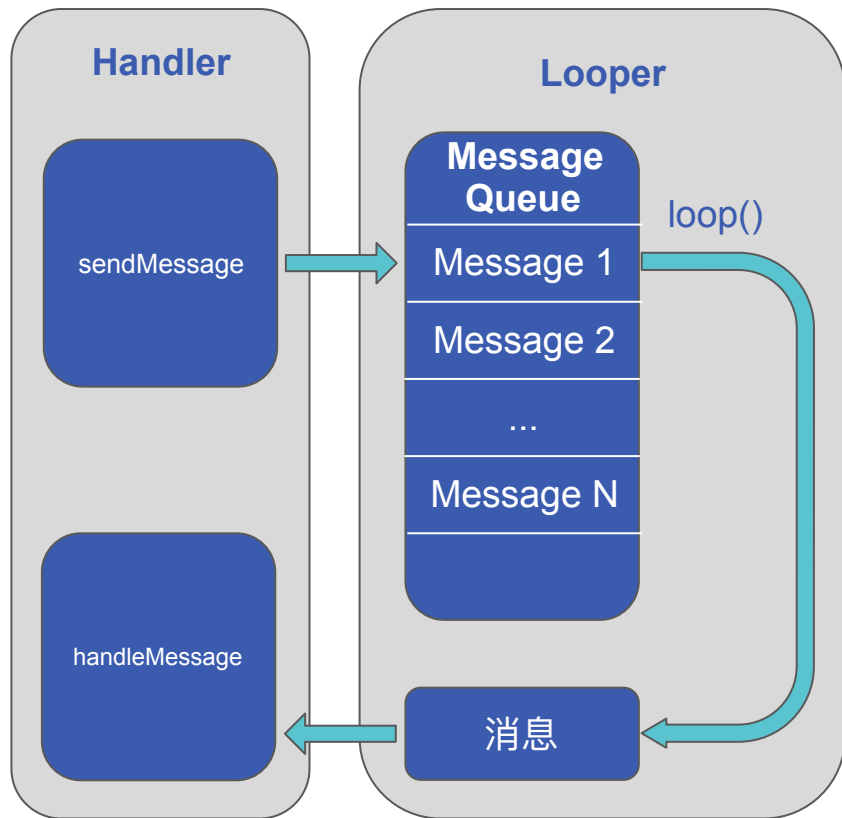 Handler
sendMessage
handleMessage
Looper
Message
Queue
Message 1
Message 2
...
Message N
loop()
消息